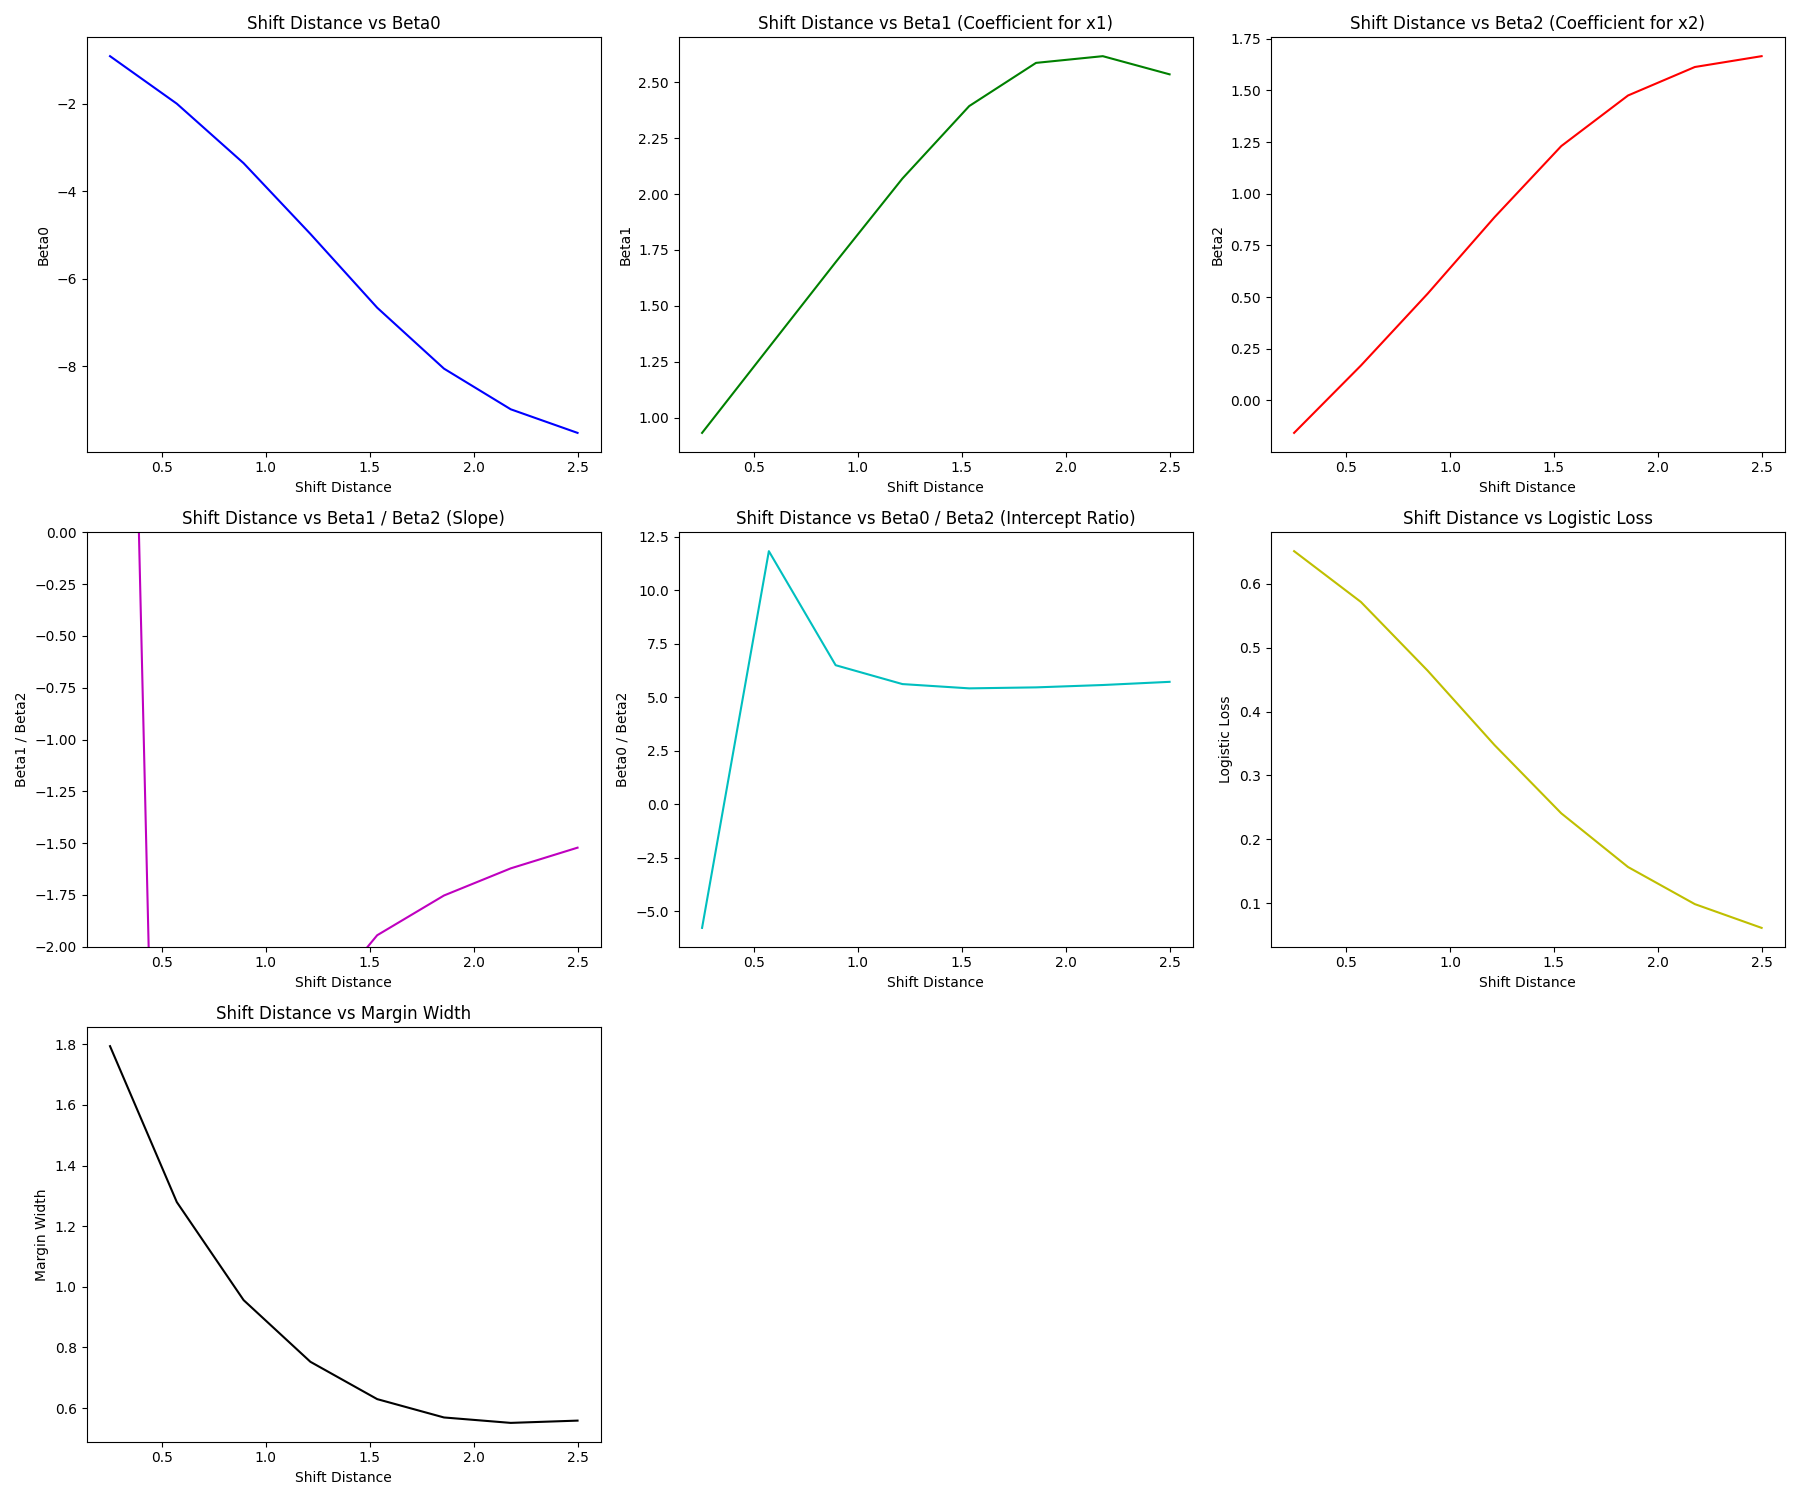 Shift Distance vs Beta0
Beta0
−2
−4
−6
−8
0.5 1.0 1.5 2.0 2.5
Shift Distance
Shift Distance vs Beta1 (Coefficient for x1)
Beta1
2.50
2.25
2.00
1.75
1.50
1.25
1.00
0.5 1.0 1.5 2.0 2.5
Shift Distance
Shift Distance vs Beta2 (Coefficient for x2)
Beta2
1.75
1.50
1.25
1.00
0.75
0.50
0.25
0.00
0.5 1.0 1.5 2.0 2.5
Shift Distance
Shift Distance vs Beta1 / Beta2 (Slope)
Beta1 / Beta2
0.00
−0.25
−0.50
−0.75
−1.00
−1.25
−1.50
−1.75
−2.00
0.5 1.0 1.5 2.0 2.5
Shift Distance
Shift Distance vs Beta0 / Beta2 (Intercept Ratio)
Beta0 / Beta2
12.5
10.0
7.5
5.0
2.5
0.0
−2.5
−5.0
0.5 1.0 1.5 2.0 2.5
Shift Distance
Shift Distance vs Logistic Loss
Logistic Loss
0.6
0.5
0.4
0.3
0.2
0.1
0.5 1.0 1.5 2.0 2.5
Shift Distance
Shift Distance vs Margin Width
Margin Width
1.8
1.6
1.4
1.2
1.0
0.8
0.6
0.5 1.0 1.5 2.0 2.5
Shift Distance